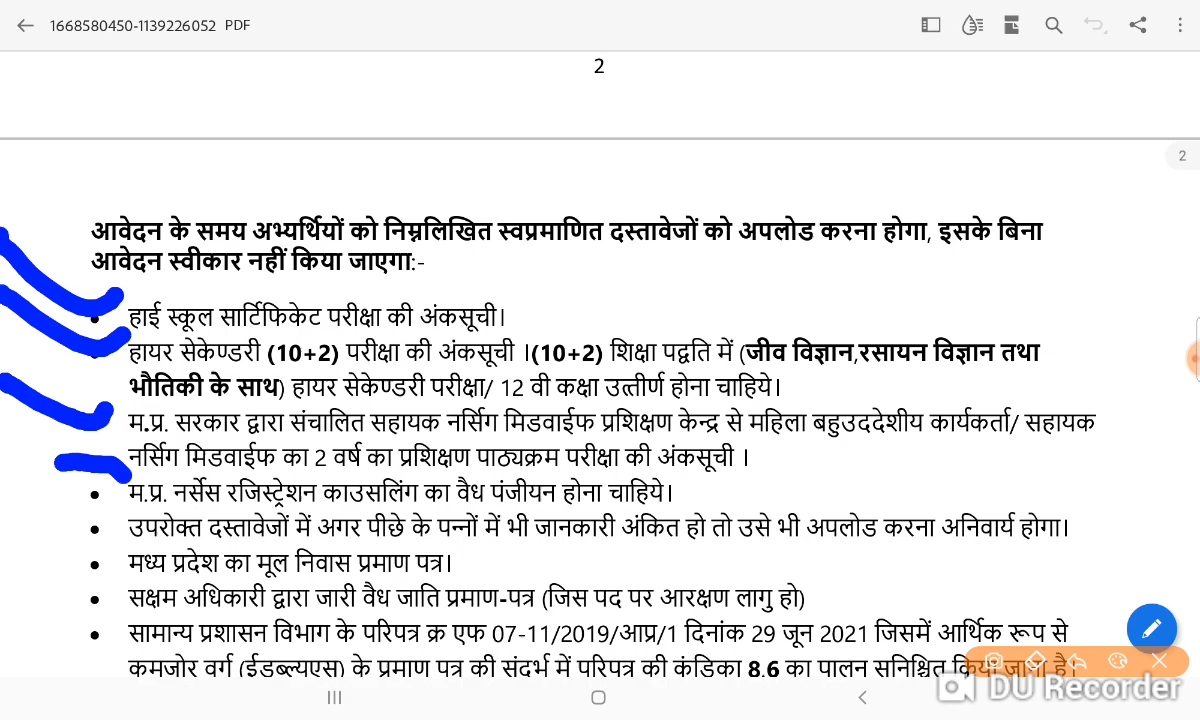 1668580450-1139226052 PDF
2
2
आवेदन के समय अभ्यर्थियों को निम्नलिखित स्वप्रमाणित दस्तावेजों को अपलोड करना होगा, इसके बिना
आवेदन स्वीकार नहीं किया जाएगा:-
• हाई स्कूल सार्टिफिकेट परीक्षा की अंकसूची।
हायर सेकेण्डरी (10+2) परीक्षा की अंकसूची ।(10+2) शिक्षा पद्वति में (जीव विज्ञान,रसायन विज्ञान तथा
भौतिकी के साथ) हायर सेकेण्डरी परीक्षा/ 12 वी कक्षा उत्तीर्ण होना चाहिये।
म.प्र. सरकार द्वारा संचालित सहायक नर्सिग मिडवाईफ प्रशिक्षण केन्द्र से महिला बहुउददेशीय कार्यकर्ता/ सहायक
नर्सिग मिडवाईफ का 2 वर्ष का प्रशिक्षण पाठ्यक्रम परीक्षा की अंकसूची ।
• म.प्र. नर्सेस रजिस्ट्रेशन काउसलिंग का वैध पंजीयन होना चाहिये।
• उपरोक्त दस्तावेजों में अगर पीछे के पन्नों में भी जानकारी अंकित हो तो उसे भी अपलोड करना अनिवार्य होगा।
• मध्य प्रदेश का मूल निवास प्रमाण पत्र।
• सक्षम अधिकारी द्वारा जारी वैध जाति प्रमाण-पत्र (जिस पद पर आरक्षण लागु हो)
• सामान्य प्रशासन विभाग के परिपत्र क्र एफ 07-11/2019/आप्र/1 दिनांक 29 जून 2021 जिसमें आर्थिक रूप से
कमजोर वर्ग (ईडब्ल्यूएस) के प्रमाण पत्र की संदर्भ में परिपत्र की कंडिका 8.6 का पालन सुनिश्चित किया जाना है।
DU Recorder